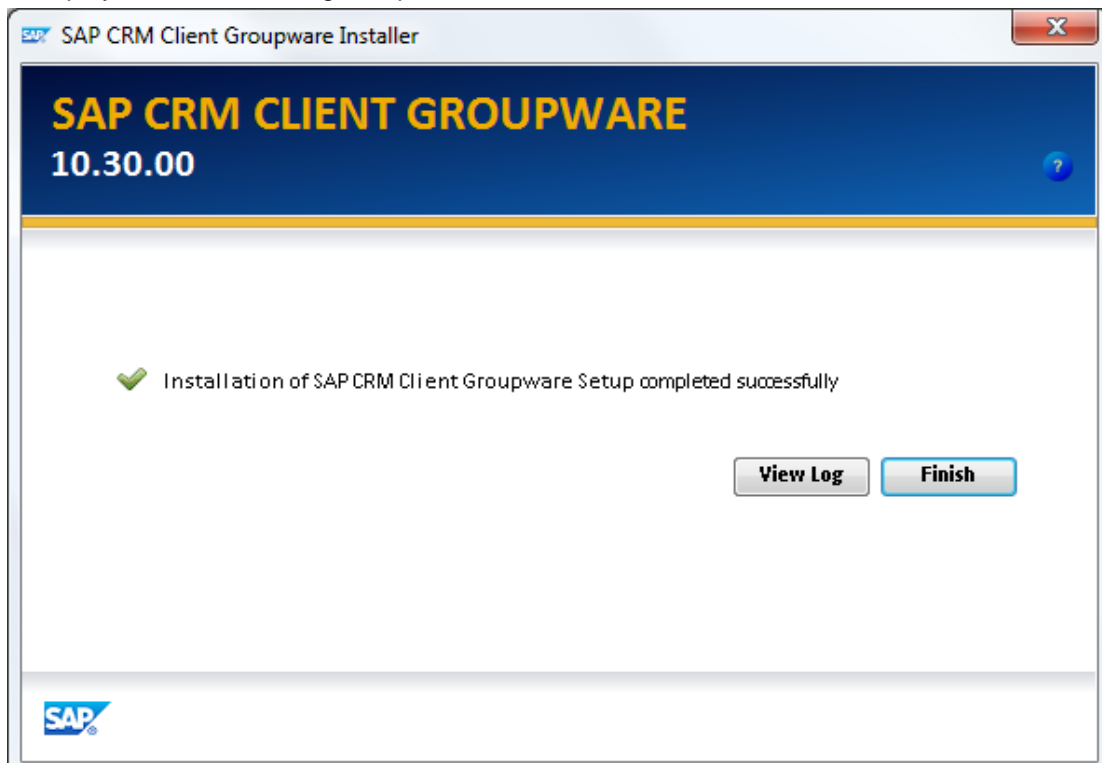 SAP CRM Client Groupware Installer
SAP CRM CLIENT GROUPWARE
10.30.00
?
Installation of SAP CRM Client Groupware Setup completed successfully
View Log Finish
SAP